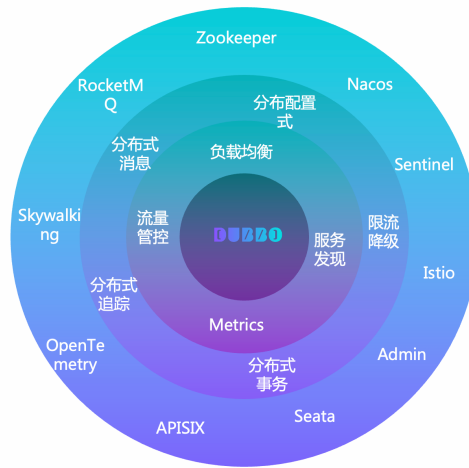 Zookeeper
Nacos
RocketM
Q
分布配置
式
分布式
消息
负载均衡
Sentinel
Skywalki
ng
流量
管控
DUBBO
服务
发现
限流
降级
Istio
分布式
追踪
Metrics
OpenTe
metry
Admin
分布式
事务
APISIX
Seata